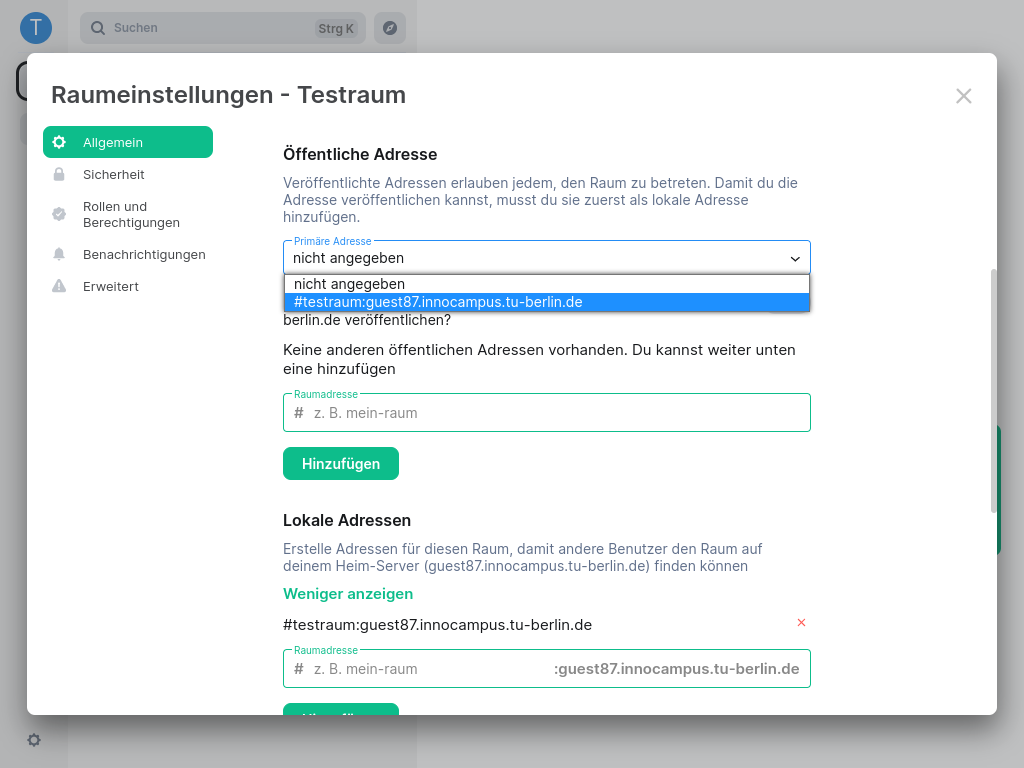 T
Suchen
Strg K
Raumeinstellungen - Testraum
Allgemein
Sicherheit
Rollen und
Berechtigungen
Benachrichtigungen
Erweitert
Öffentliche Adresse
Veröffentlichte Adressen erlauben jedem, den Raum zu betreten. Damit du die
Adresse veröffentlichen kannst, musst du sie zuerst als lokale Adresse
hinzufügen.
Primäre Adresse
nicht angegeben
nicht angegeben
#testraum:guest87.innocampus.tu-berlin.de
berlin.de veröffentlichen?
Keine anderen öffentlichen Adressen vorhanden. Du kannst weiter unten
eine hinzufügen
Raumadresse
# z. B. mein-raum
Hinzufügen
Lokale Adressen
Erstelle Adressen für diesen Raum, damit andere Benutzer den Raum auf
deinem Heim-Server (guest87.innocampus.tu-berlin.de) finden können
Weniger anzeigen
#testraum:guest87.innocampus.tu-berlin.de
Raumadresse
# z. B. mein-raum :guest87.innocampus.tu-berlin.de